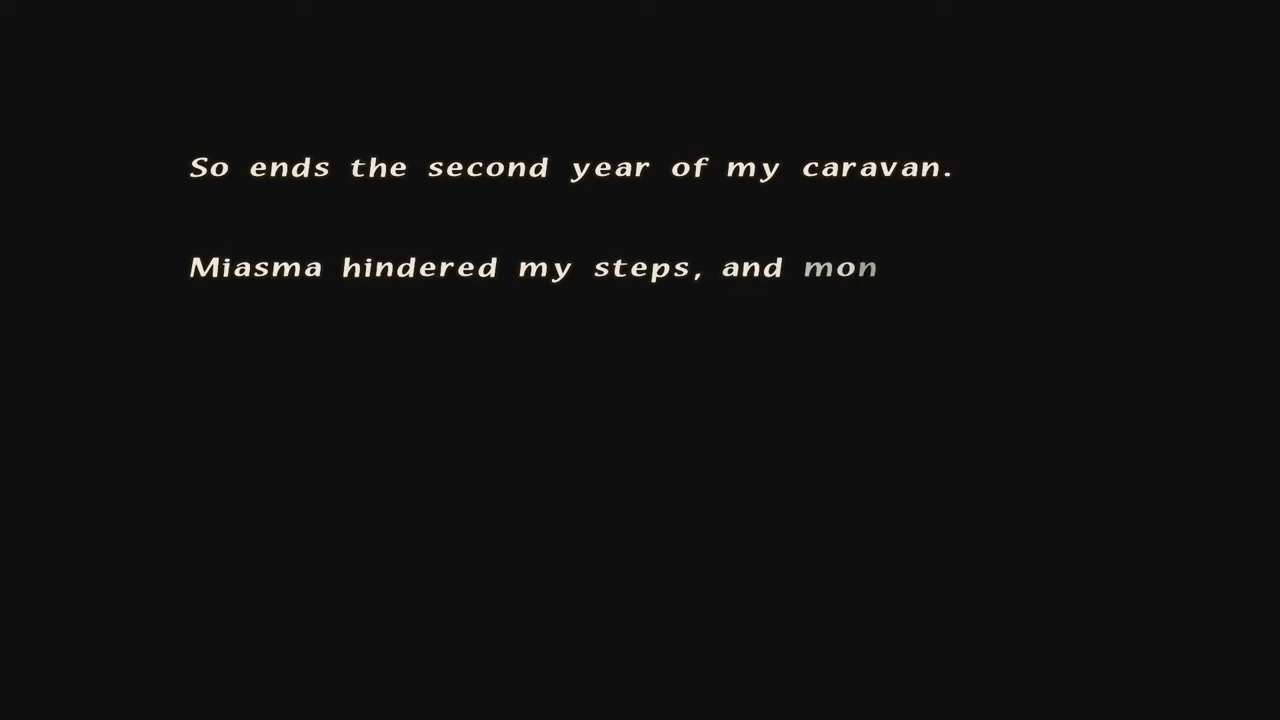 So ends the second year of my caravan.
Miasma hindered my steps, and mon